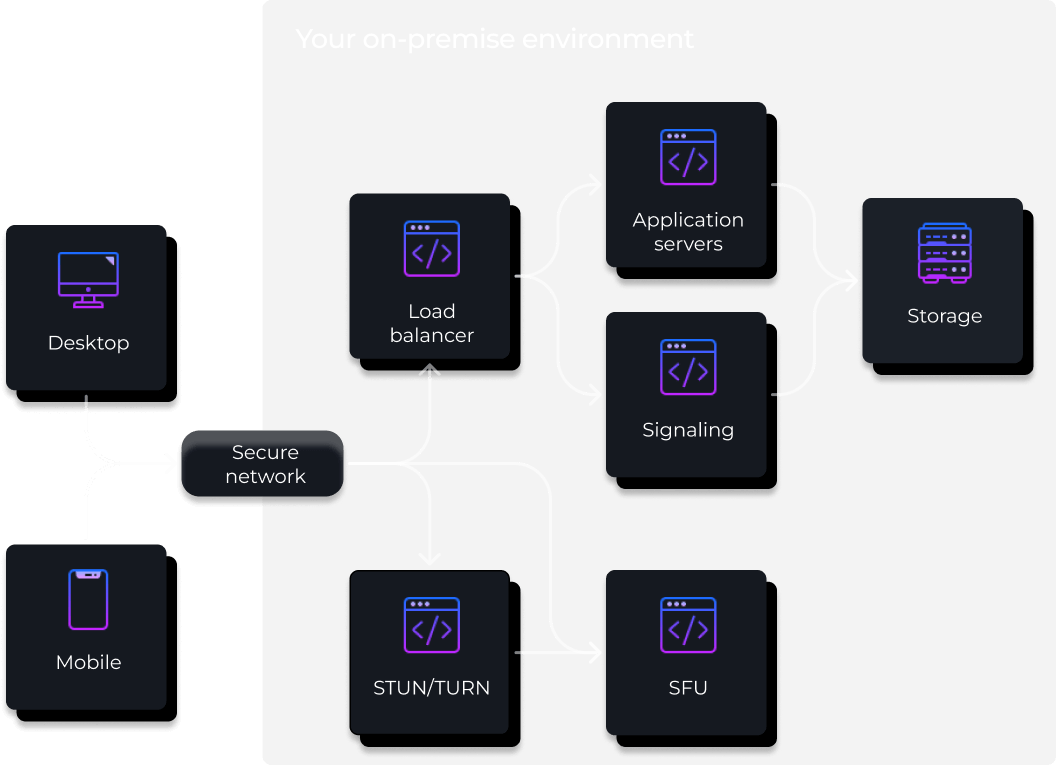 Your on-premise environment
Application
servers
Load
balancer
Storage
Desktop
Signaling
Secure
network
Mobile
STUN/TURN
SFU